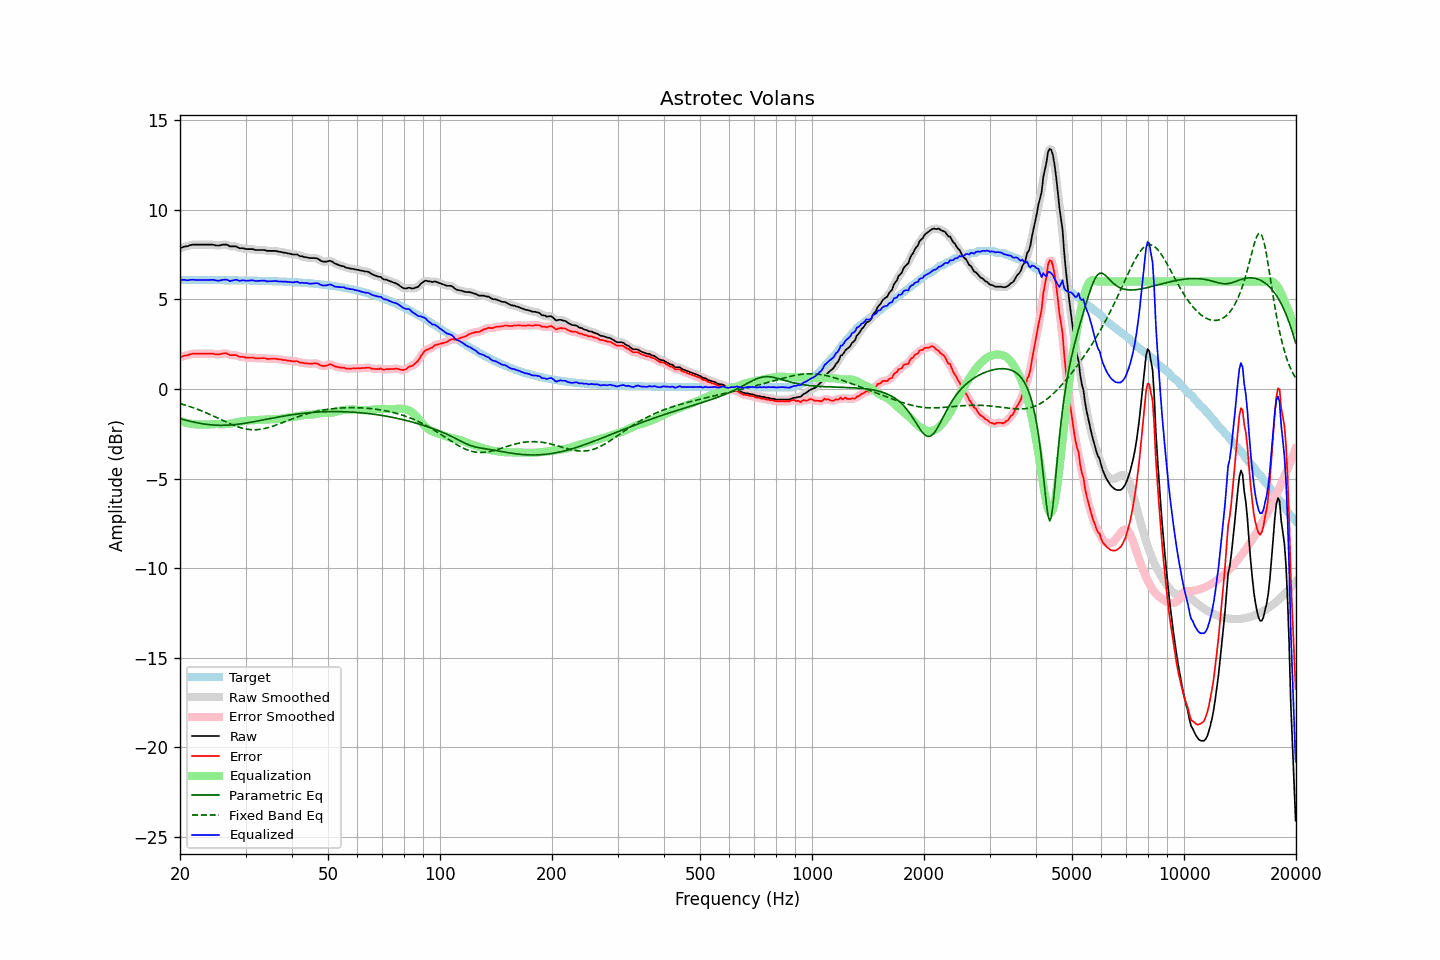 Astrotec Volans
Amplitude (dBr)
15
10
5
0
−5
−10
−15
−20
−25
Target
Raw Smoothed
Error Smoothed
Raw
Error
Equalization
Parametric Eq
Fixed Band Eq
Equalized
20 50 100 200 500 1000 2000 5000 10000 20000
Frequency (Hz)